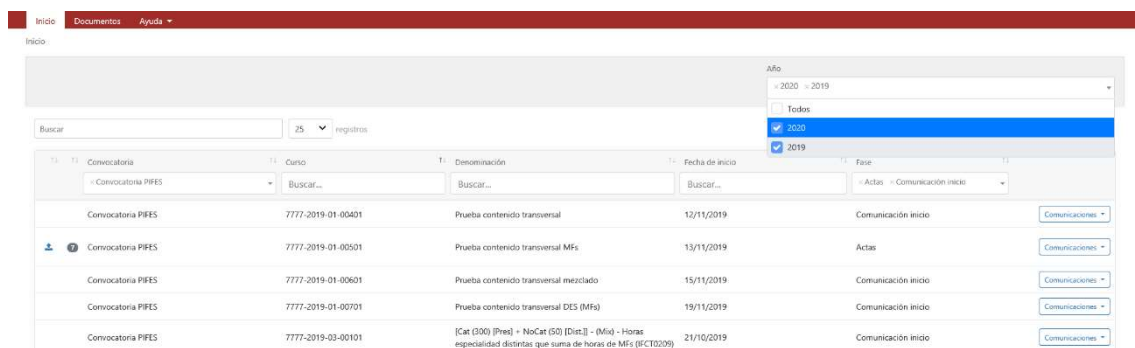 Inicio Documentos Ayuda
Inicio
Año
× 2020 × 2019
Todos
2020
2019
Buscar 25 registros
Convocatoria Curso Denominación Fecha de inicio Fase
× Convocatoria PIFES Buscar... Buscar... Buscar... × Actas × Comunicación inicio
Convocatoria PIFES 7777-2019-01-00401 Prueba contenido transversal 12/11/2019 Comunicación inicio Comunicaciones
7 Convocatoria PIFES 7777-2019-01-00501 Prueba contenido transversal MFs 13/11/2019 Actas Comunicaciones
Convocatoria PIFES 7777-2019-01-00601 Prueba contenido transversal mezclado 15/11/2019 Comunicación inicio Comunicaciones
Convocatoria PIFES 7777-2019-01-00701 Prueba contenido transversal DES (MFs) 19/11/2019 Comunicación inicio Comunicaciones
[Cat (300) [Pres] + NoCat (50) [Dist.]] - (Mix) - Horas
Convocatoria PIFES 7777-2019-03-00101 especialidad distintas que suma de horas de MFs (IFCT0209) 21/10/2019 Comunicación inicio Comunicaciones